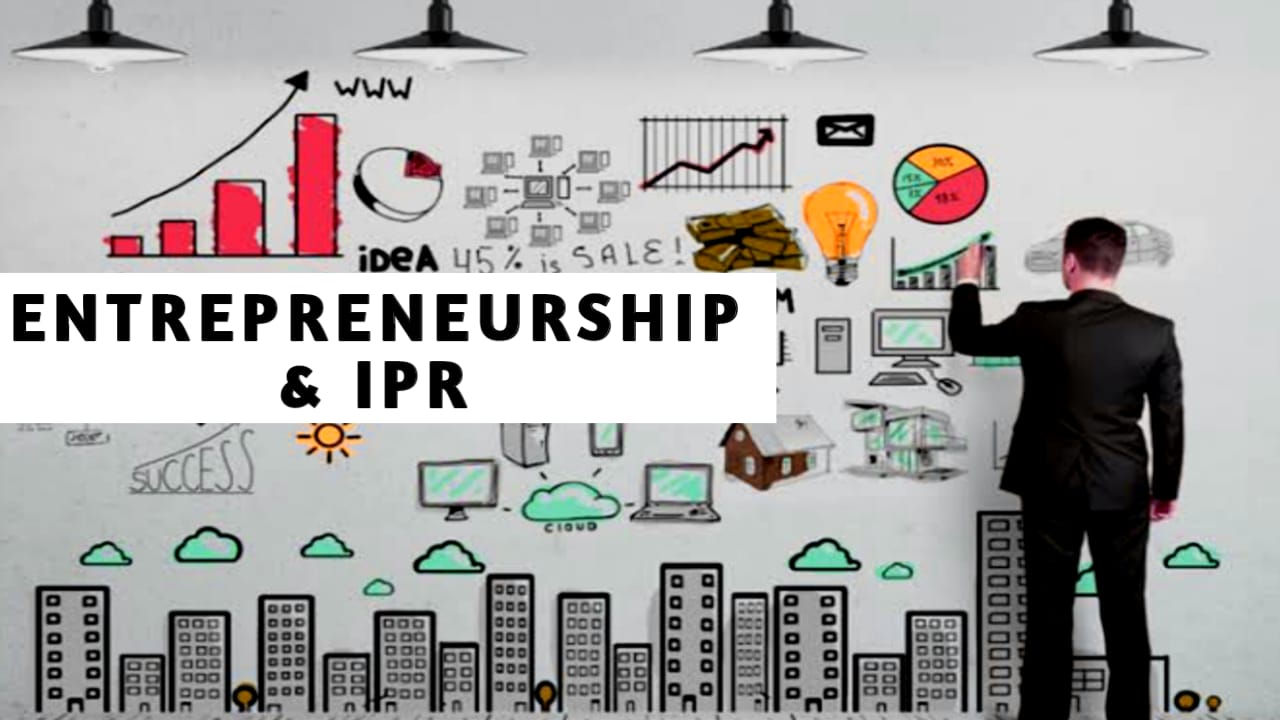 WWW
iDeA 45% is SALE!
ENTREPRENEURSHIP
& IPR
SUCCESS
CLOUD